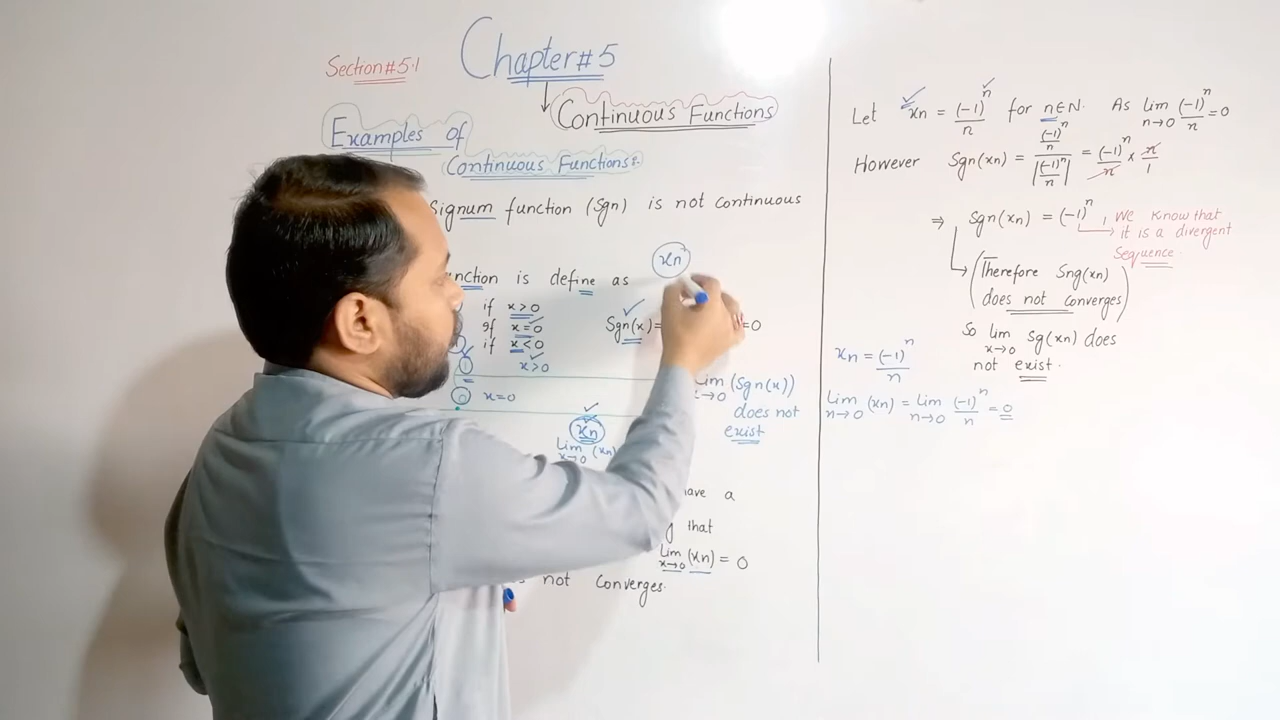 Section#5.1
Chapter#5
Continuous Functions
Examples of
Continuous Functions:
Signum function (Sgn) is not continuous
xn
is define as
if x>0
if x=0
if x<0
x>0
x=0
Sgn(x)=
=0
Lim (Sgn(x))
x→0
does not
exist
xn
Lim (xn)
x→0
have a
that
Lim (xn) = 0
x→0
not Converges.
Let xn = (-1)^n/n for n∈N. As lim n→0 (-1)^n/n =0
However Sgn(xn) = ((-1)^n/n)/|(-1)^n/n| = (-1)^n/n × n/1
⇒ Sgn(xn) = (-1)^n , We know that
it is a divergent
Sequence.
(Therefore Sng(xn)
does not converges)
So lim x→0 Sg(xn) does
not exist.
xn = (-1)^n/n
Lim n→0 (xn) = Lim n→0 (-1)^n/n = 0